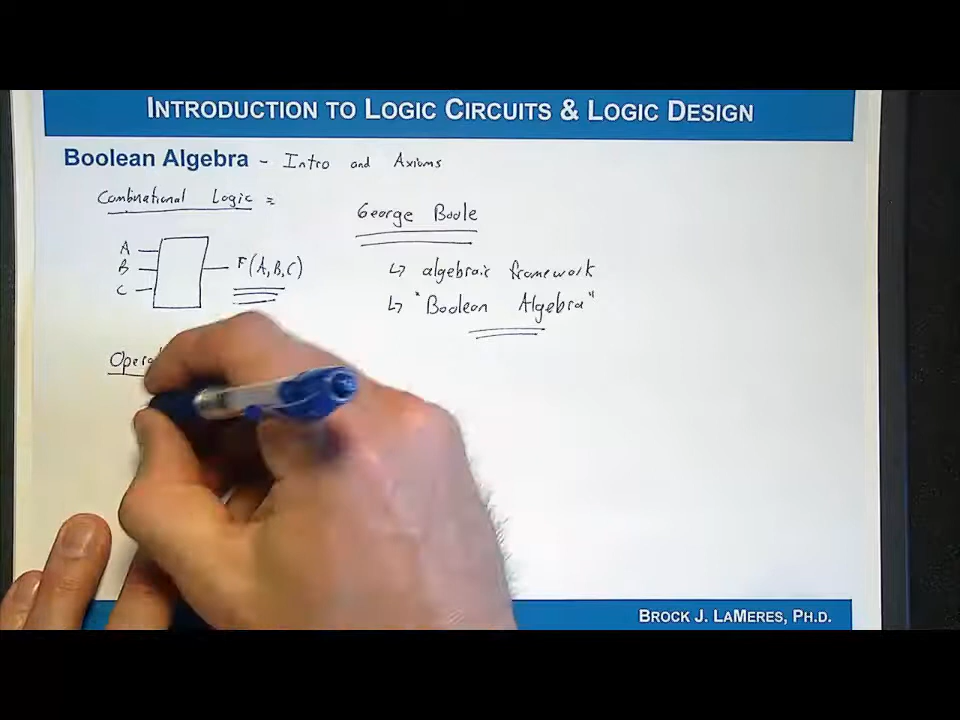 INTRODUCTION TO LOGIC CIRCUITS & LOGIC DESIGN
Boolean Algebra - Intro and Axioms
Combinational Logic =
A
B
C
F(A,B,C)
George Boole
↳ algebraic framework
↳ "Boolean Algebra"
BROCK J. LAMERES, PH.D.